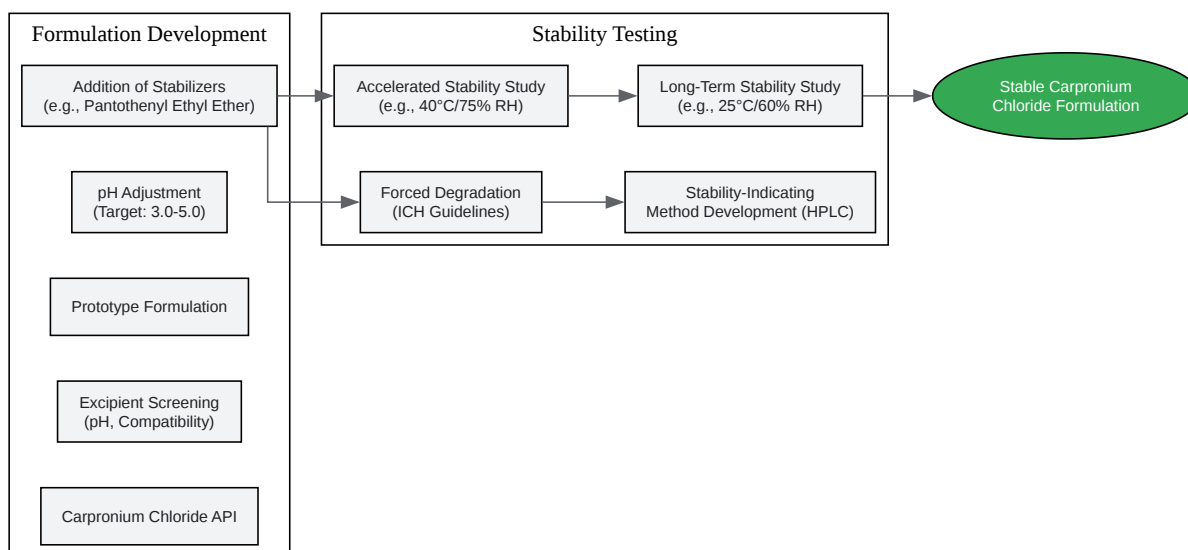 Formulation Development
Addition of Stabilizers
(e.g., Pantothenyl Ethyl Ether)
pH Adjustment
(Target: 3.0-5.0)
Prototype Formulation
Excipient Screening
(pH, Compatibility)
Carpronium Chloride API
Stability Testing
Accelerated Stability Study
(e.g., 40°C/75% RH)
Long-Term Stability Study
(e.g., 25°C/60% RH)
Forced Degradation
(ICH Guidelines)
Stability-Indicating
Method Development (HPLC)
Stable Carpronium
Chloride Formulation